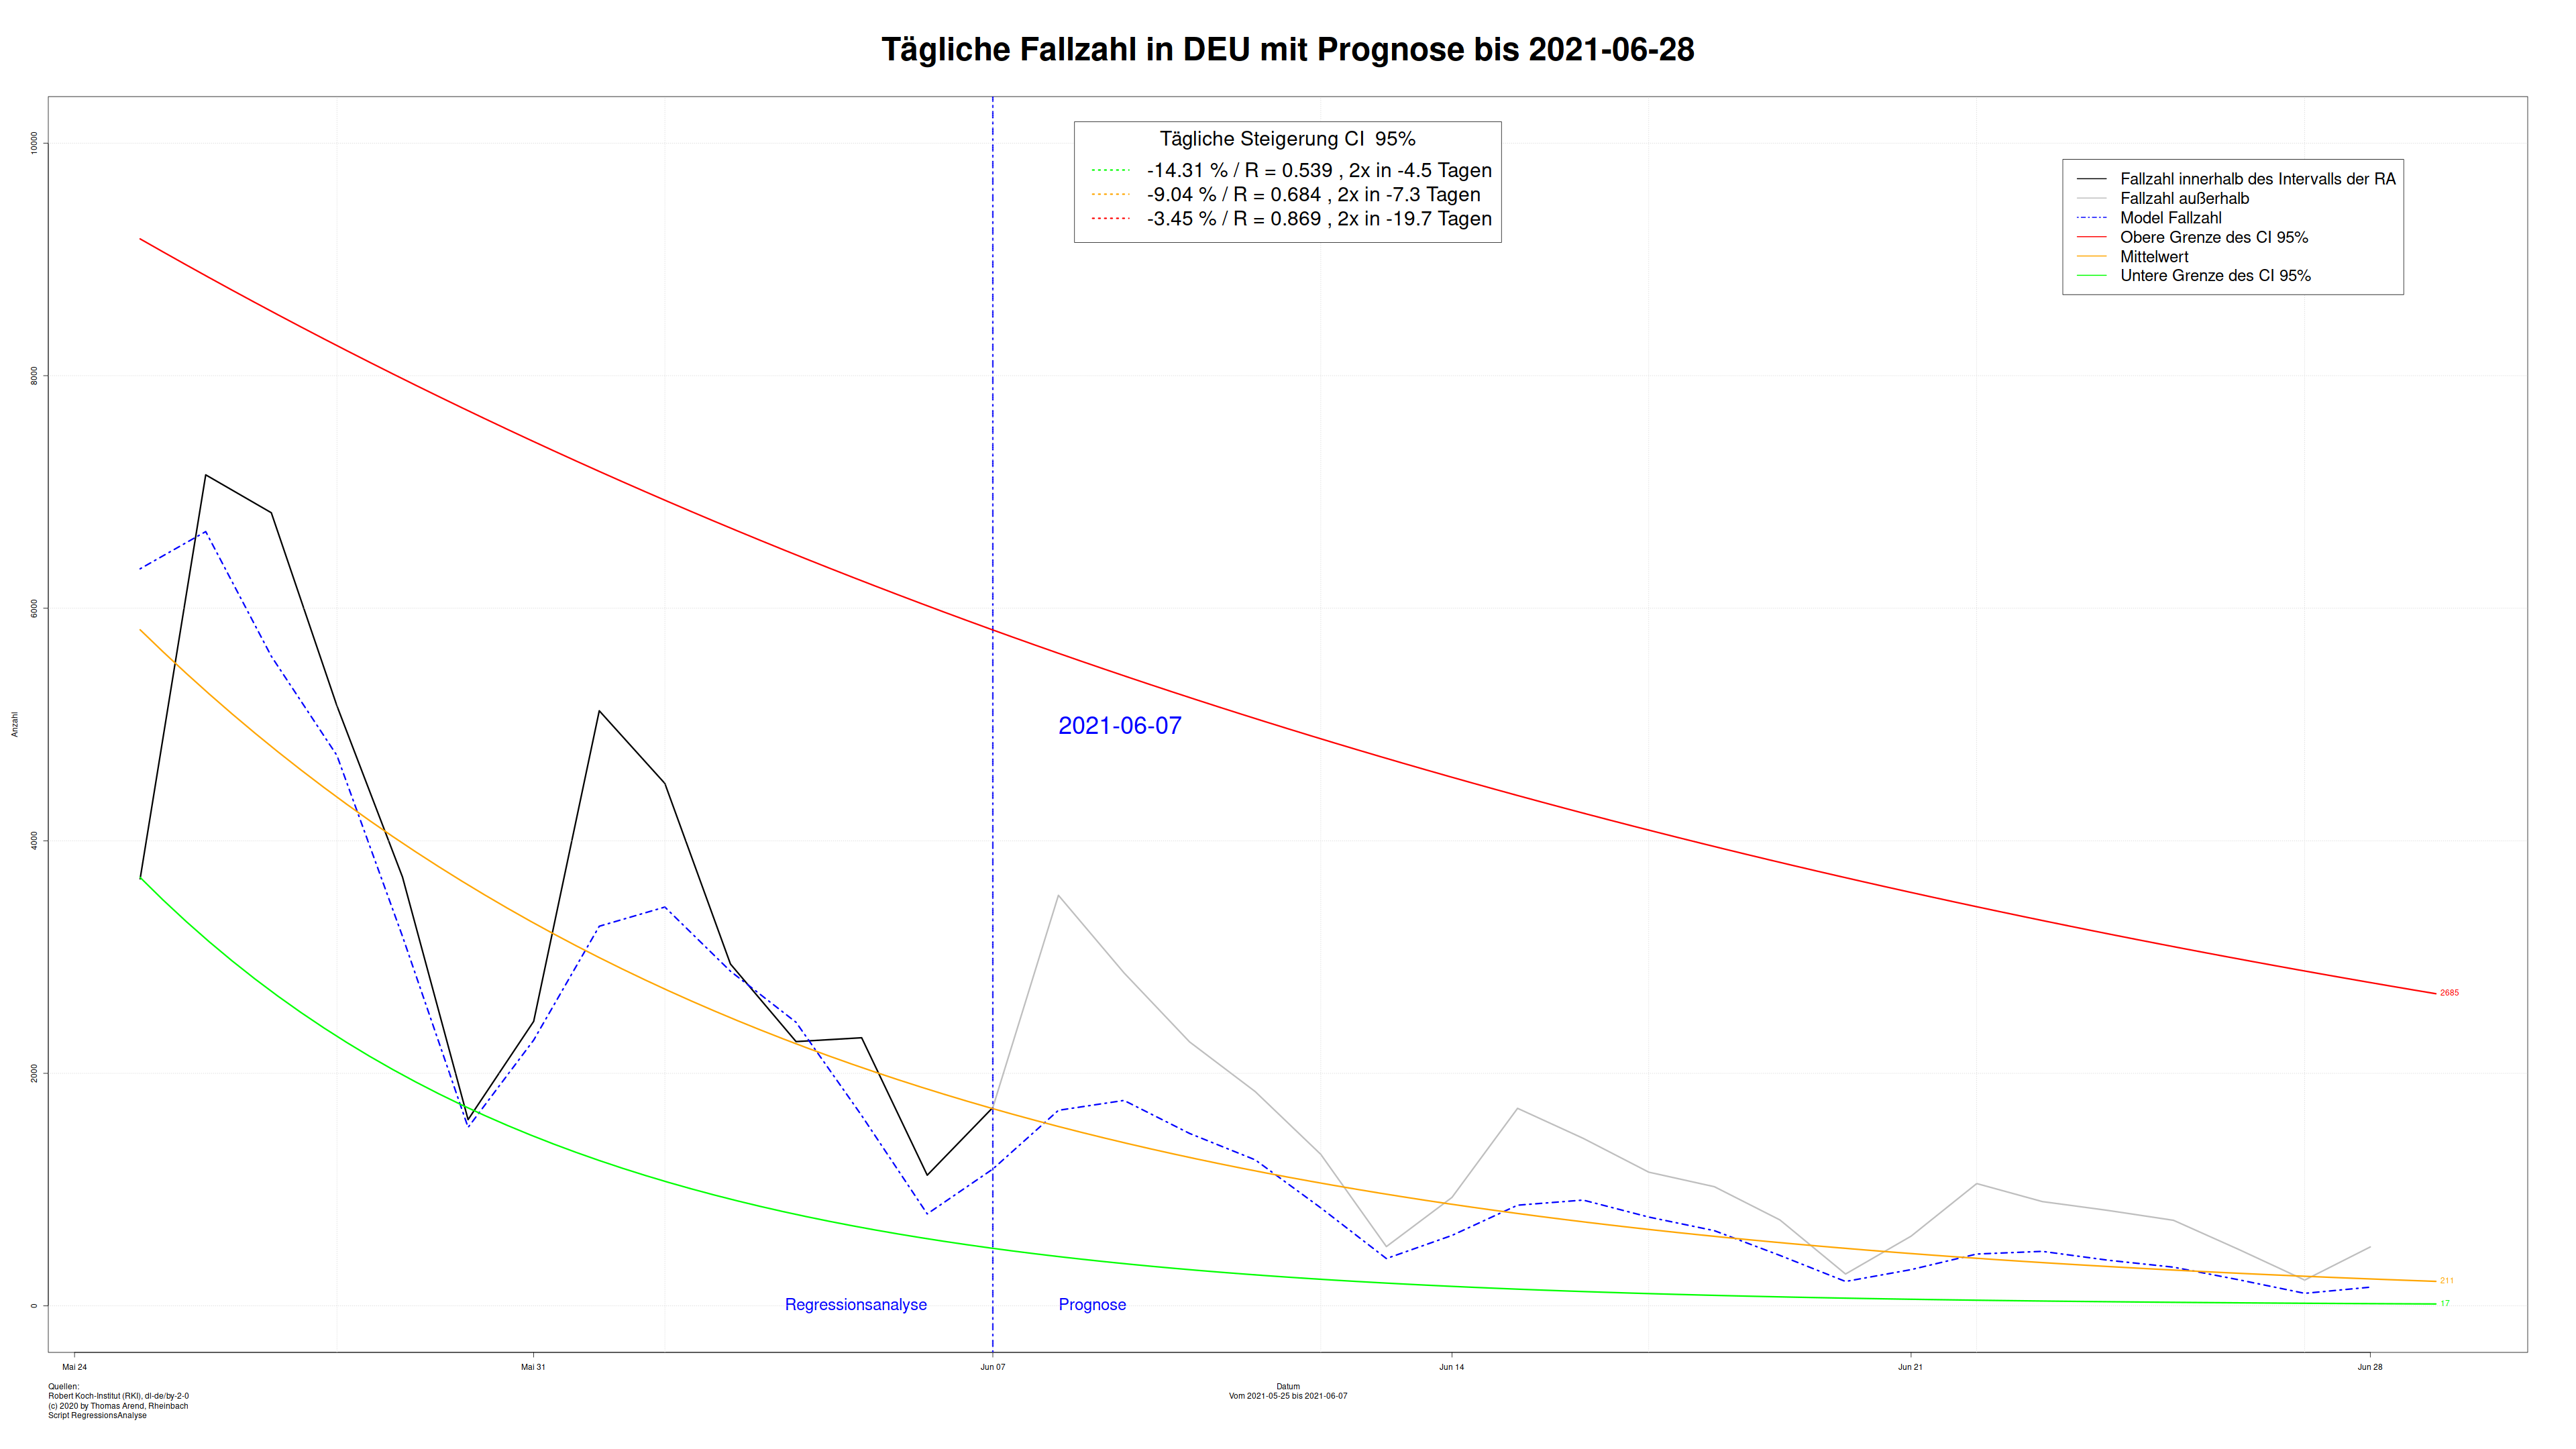 Tägliche Fallzahl in DEU mit Prognose bis 2021-06-28
Tägliche Steigerung CI  95%
-14.31 % / R = 0.539 , 2x in -4.5 Tagen
-9.04 % / R = 0.684 , 2x in -7.3 Tagen
-3.45 % / R = 0.869 , 2x in -19.7 Tagen
Fallzahl innerhalb des Intervalls der RA
Fallzahl außerhalb
Model Fallzahl
Obere Grenze des CI 95%
Mittelwert
Untere Grenze des CI 95%
10000
8000
6000
4000
2000
0
Anzahl
2021-06-07
2685
211
17
Regressionsanalyse
Prognose
Mai 24
Mai 31
Jun 07
Jun 14
Jun 21
Jun 28
Datum
Vom 2021-05-25 bis 2021-06-07
Quellen:
Robert Koch-Institut (RKI), dl-de/by-2-0
(c) 2020 by Thomas Arend, Rheinbach
Script RegressionsAnalyse